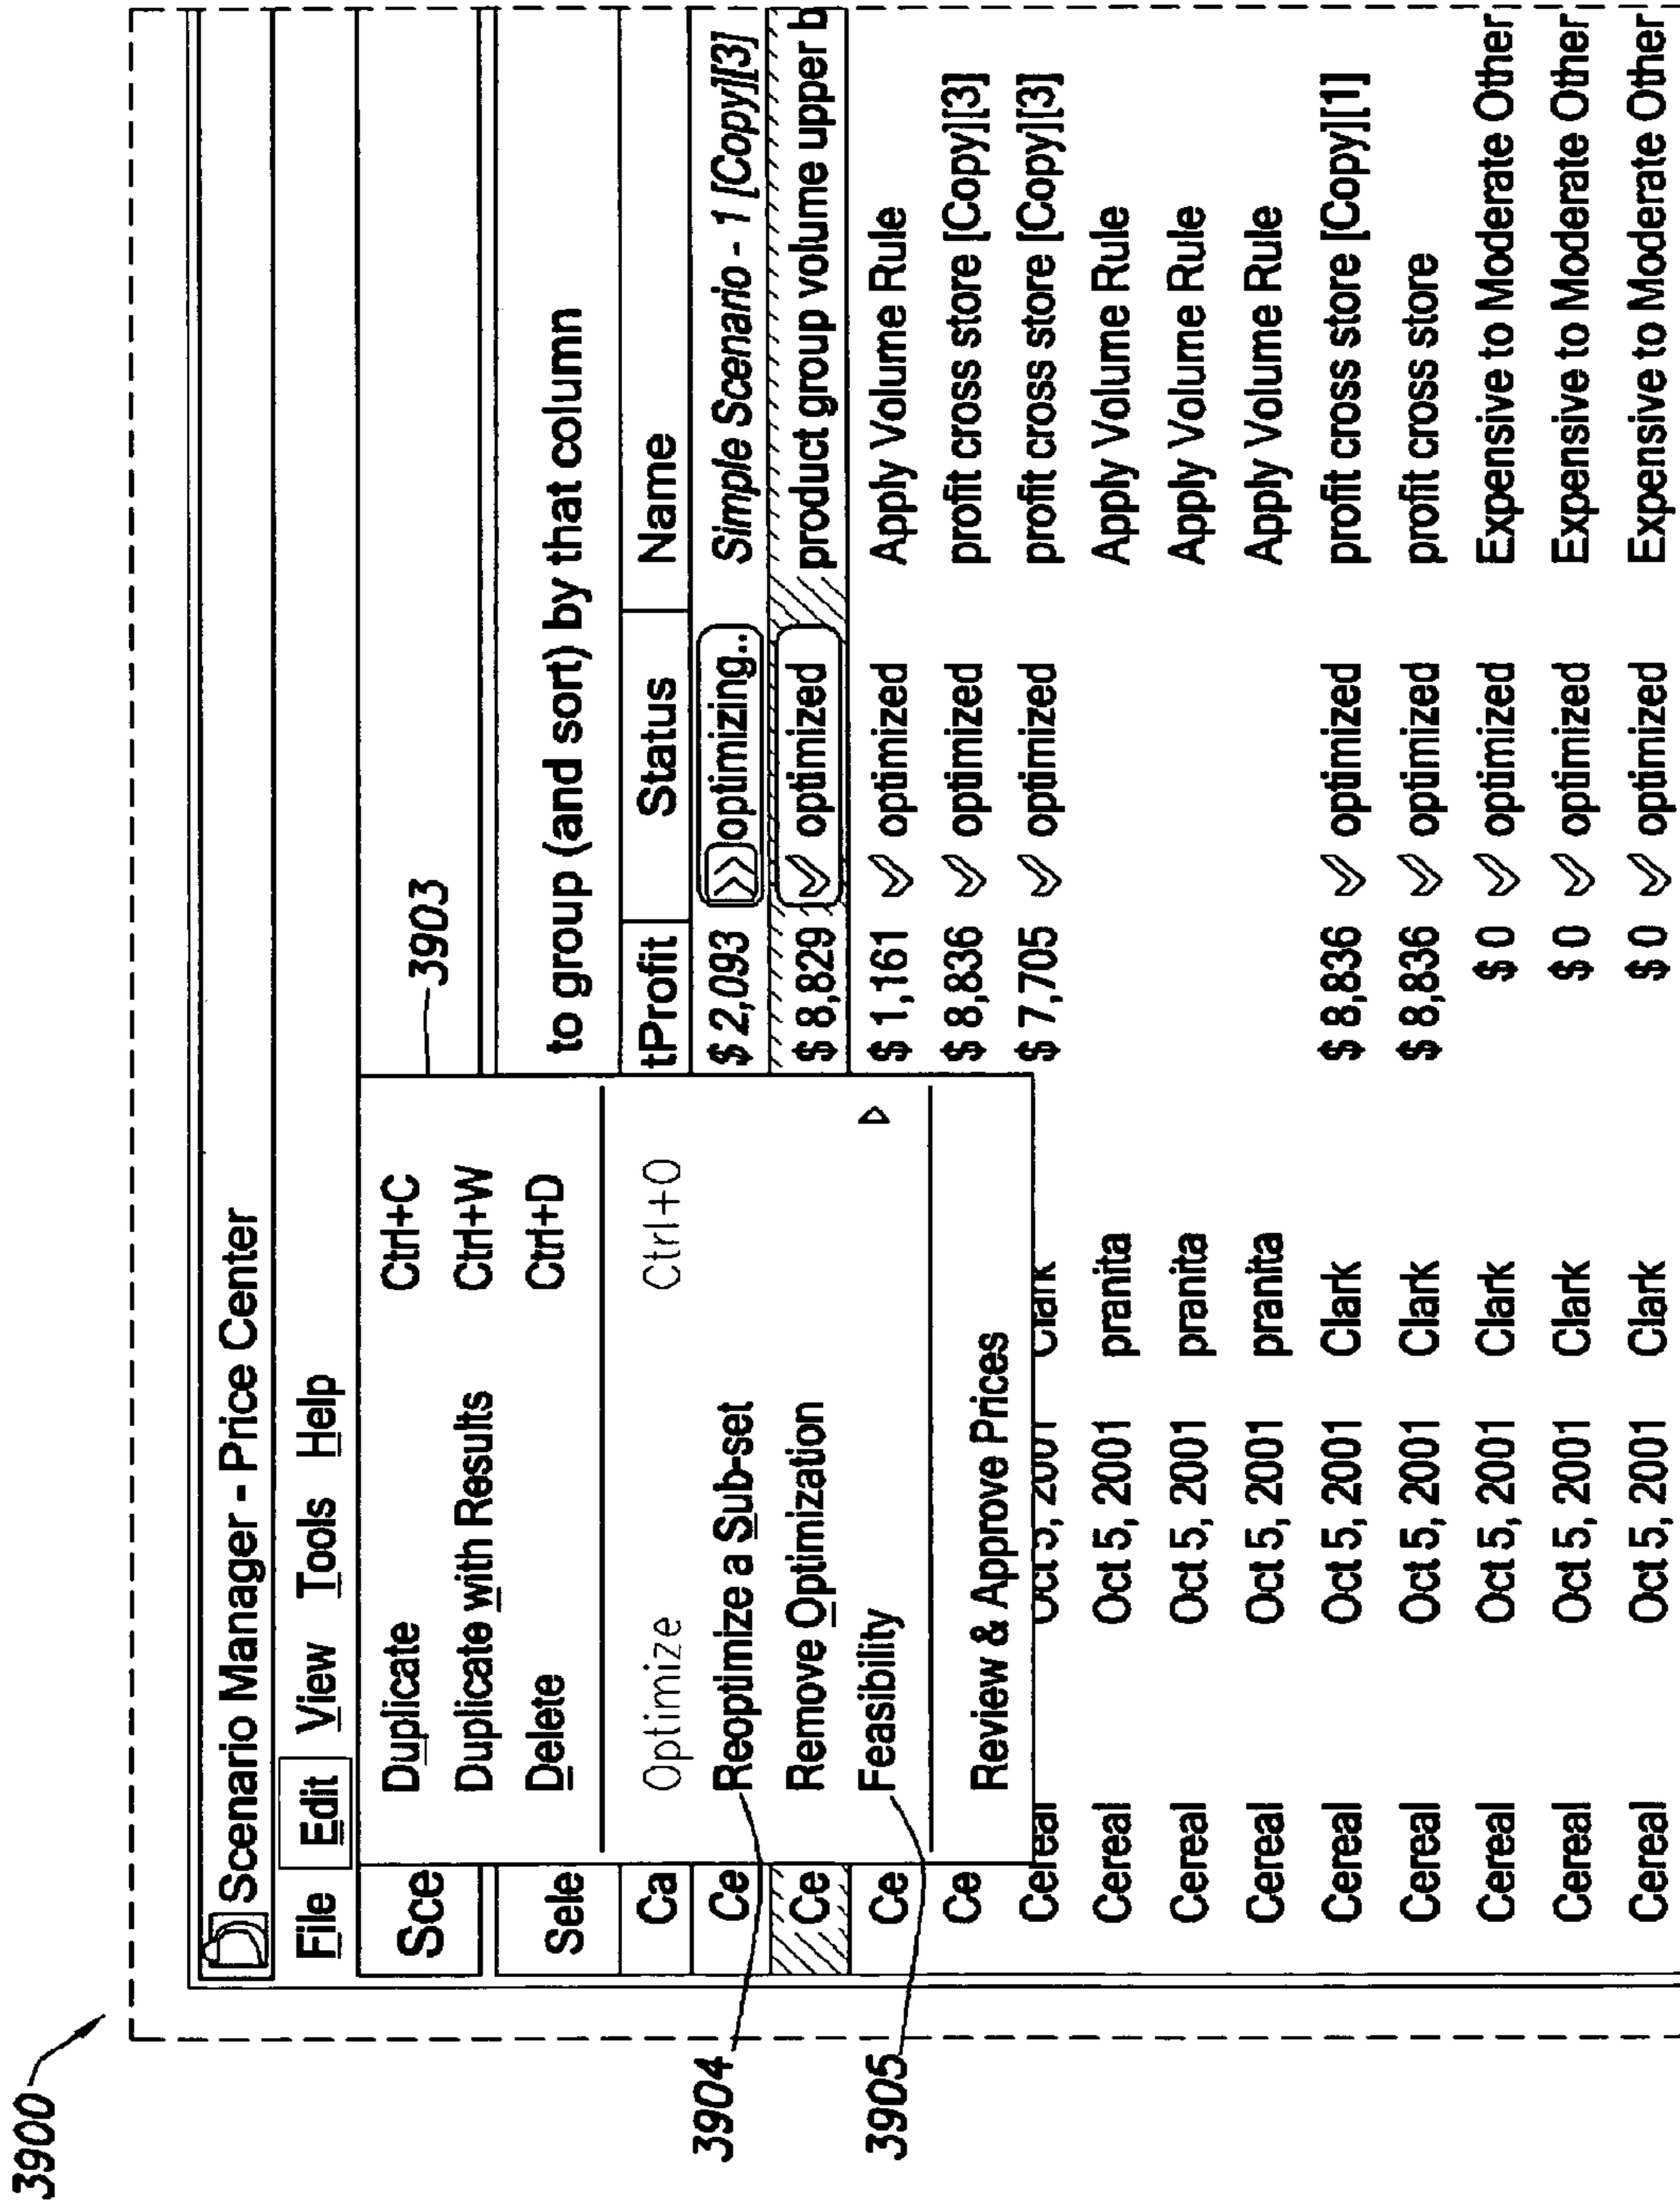 3900
Scenario Manager - Price Center
File Edit View Tools Help
Sce
3903
Duplicate Ctrl+C
Duplicate with Results Ctrl+W
Delete Ctrl+D
Optimize Ctrl+O
3904 Reoptimize a Sub-set
Remove Optimization
3905 Feasibility
Review & Approve Prices
Sele to group (and sort) by that column
Ca tProfit Status Name
Ce $ 2,093 optimizing.. Simple Scenario - 1 [Copy][3]
Ce $ 8,829 optimized product group volume upper b
Ce $ 1,161 optimized Apply Volume Rule
Ce $ 8,836 optimized profit cross store [Copy][3]
Cereal Oct 5, 2001 Clark $ 7,705 optimized profit cross store [Copy][3]
Cereal Oct 5, 2001 pranita Apply Volume Rule
Cereal Oct 5, 2001 pranita Apply Volume Rule
Cereal Oct 5, 2001 pranita Apply Volume Rule
Cereal Oct 5, 2001 Clark $ 8,836 optimized profit cross store [Copy][1]
Cereal Oct 5, 2001 Clark $ 8,836 optimized profit cross store
Cereal Oct 5, 2001 Clark $ 0 optimized Expensive to Moderate Other
Cereal Oct 5, 2001 Clark $ 0 optimized Expensive to Moderate Other
Cereal Oct 5, 2001 Clark $ 0 optimized Expensive to Moderate Other